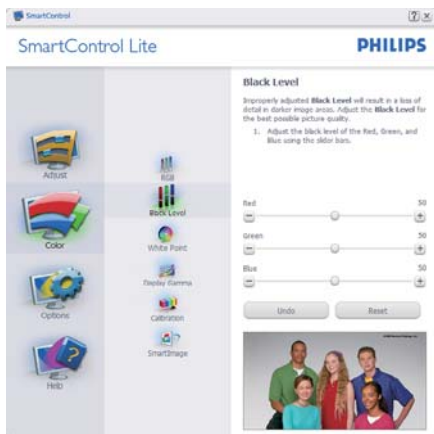 SmartControl
SmartControl Lite
PHILIPS
Adjust
Color
Options
Help
RGB
Black Level
White Point
Display Gamma
Calibration
SmartImage
Black Level
Improperly adjusted Black Level will result in a loss of
detail in darker image areas. Adjust the Black Level for
the best possible picture quality.
1. Adjust the black level of the Red, Green, and
Blue using the slider bars.
Red 50
Green 50
Blue 50
Undo Reset